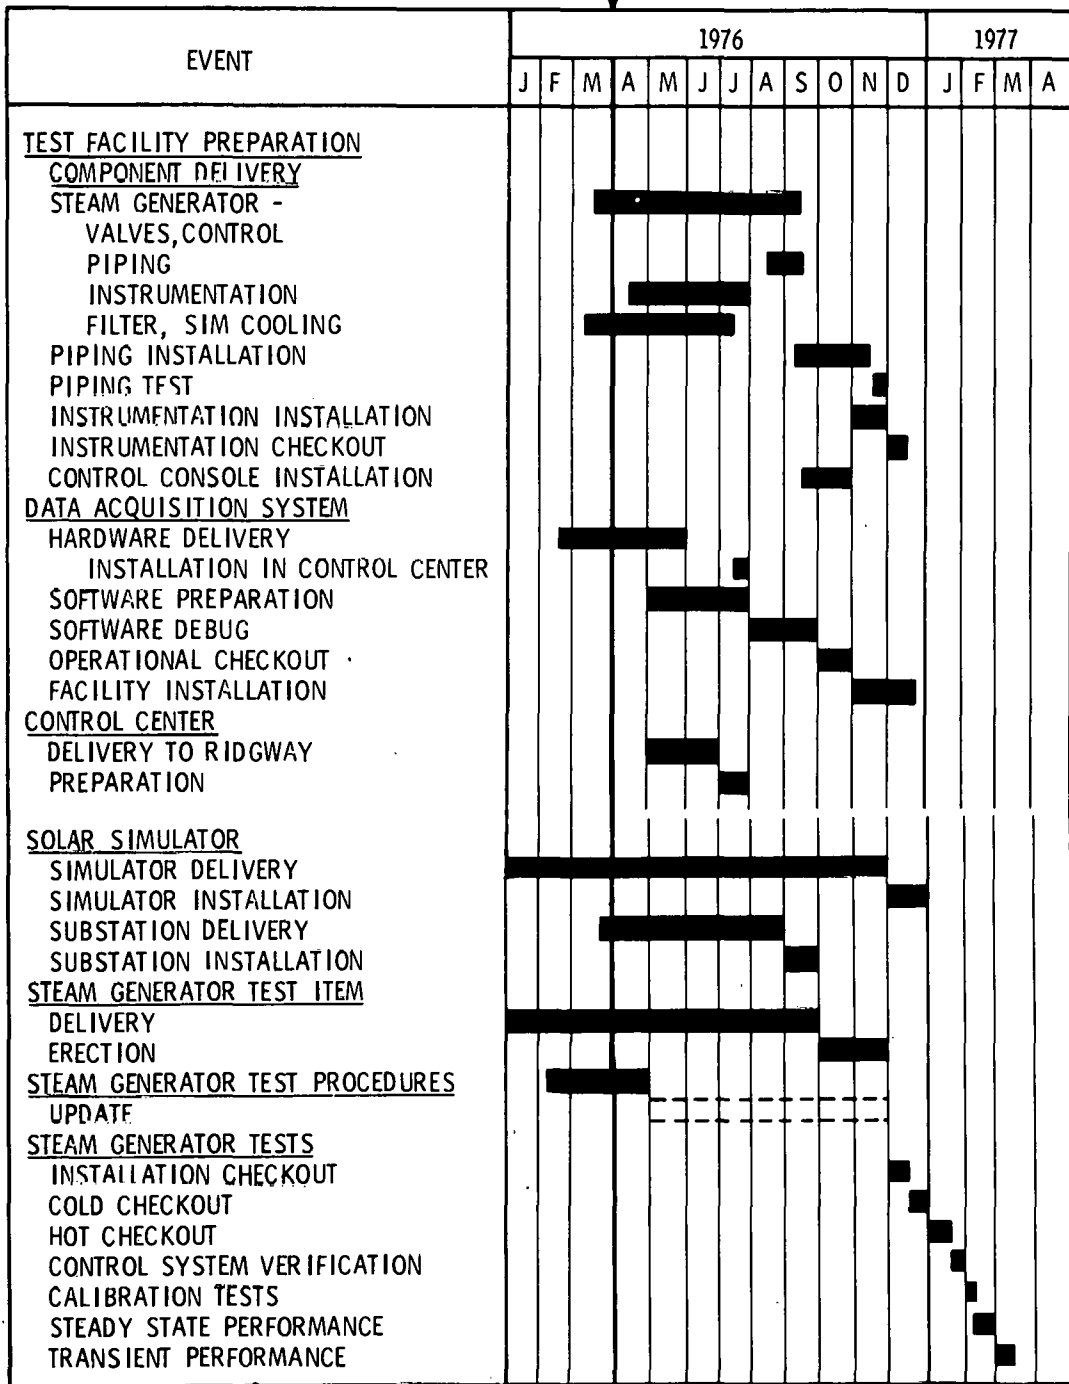 EVENT
1976 1977
J F M A M J J A S O N D J F M A
TEST FACILITY PREPARATION
COMPONENT DELIVERY
STEAM GENERATOR -
VALVES, CONTROL
PIPING
INSTRUMENTATION
FILTER, SIM COOLING
PIPING INSTALLATION
PIPING TEST
INSTRUMENTATION INSTALLATION
INSTRUMENTATION CHECKOUT
CONTROL CONSOLE INSTALLATION
DATA ACQUISITION SYSTEM
HARDWARE DELIVERY
INSTALLATION IN CONTROL CENTER
SOFTWARE PREPARATION
SOFTWARE DEBUG
OPERATIONAL CHECKOUT
FACILITY INSTALLATION
CONTROL CENTER
DELIVERY TO RIDGWAY
PREPARATION
SOLAR SIMULATOR
SIMULATOR DELIVERY
SIMULATOR INSTALLATION
SUBSTATION DELIVERY
SUBSTATION INSTALLATION
STEAM GENERATOR TEST ITEM
DELIVERY
ERECTION
STEAM GENERATOR TEST PROCEDURES
UPDATE
STEAM GENERATOR TESTS
INSTALLATION CHECKOUT
COLD CHECKOUT
HOT CHECKOUT
CONTROL SYSTEM VERIFICATION
CALIBRATION TESTS
STEADY STATE PERFORMANCE
TRANSIENT PERFORMANCE